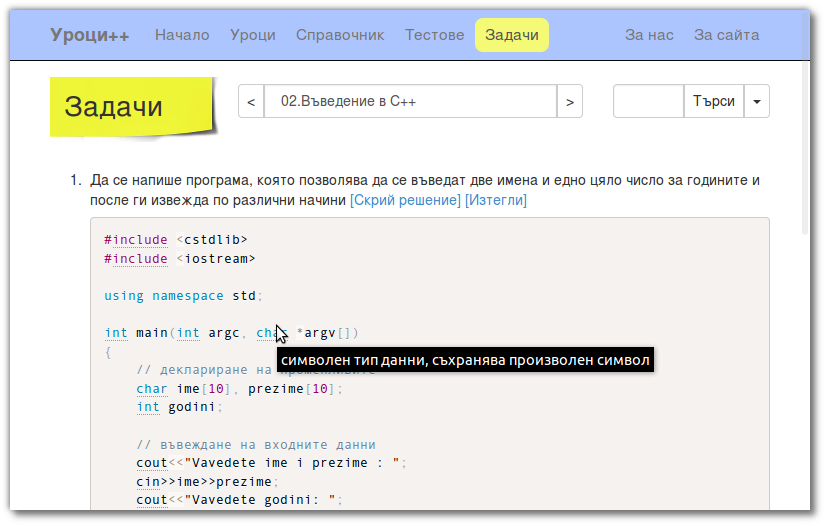 Уроци++ Начало Уроци Справочник Тестове Задачи За нас За сайта
Задачи < 02.Въведение в C++ > Търси
1. Да се напише програма, която позволява да се въведат две имена и едно цяло число за годините и
после ги извежда по различни начини [Скрий решение] [Изтегли]
#include <cstdlib>
#include <iostream>
using namespace std;
int main(int argc, char *argv[])
символен тип данни, съхранява произволен символ
{
// деклариране на
char ime[10], prezime[10];
int godini;
// въвеждане на входните данни
cout<<"Vavedete ime i prezime : ";
cin>>ime>>prezime;
cout<<"Vavedete godini: ";